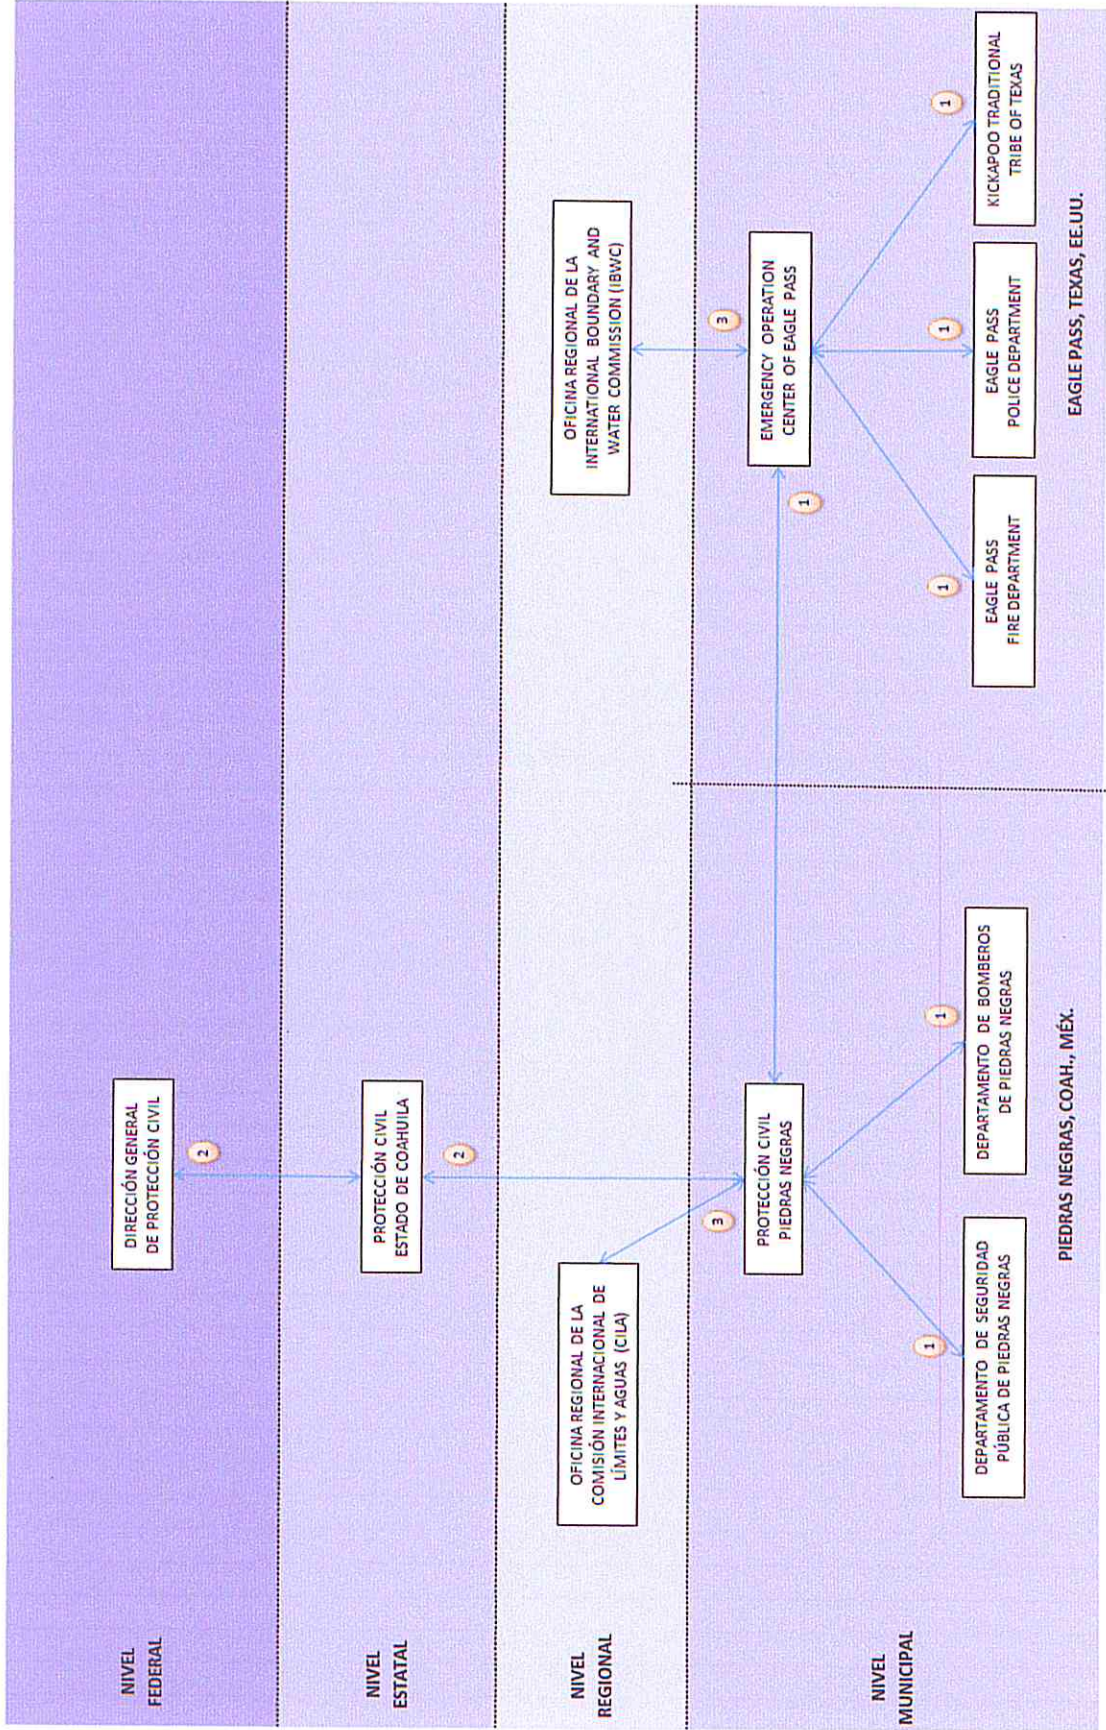 NIVEL
FEDERAL
DIRECCIÓN GENERAL
DE PROTECCIÓN CIVIL
2
NIVEL
ESTATAL
PROTECCIÓN CIVIL
ESTADO DE COAHUILA
2
NIVEL
REGIONAL
OFICINA REGIONAL DE LA
COMISIÓN INTERNACIONAL DE
LÍMITES Y AGUAS (CILA)
OFICINA REGIONAL DE LA
INTERNATIONAL BOUNDARY AND
WATER COMMISSION (IBWC)
3
3
NIVEL
MUNICIPAL
PROTECCIÓN CIVIL
PIEDRAS NEGRAS
1
EMERGENCY OPERATION
CENTER OF EAGLE PASS
1
1
1
1
1
DEPARTAMENTO DE SEGURIDAD
PÚBLICA DE PIEDRAS NEGRAS
DEPARTAMENTO DE BOMBEROS
DE PIEDRAS NEGRAS
EAGLE PASS
FIRE DEPARTMENT
EAGLE PASS
POLICE DEPARTMENT
KICKAPOO TRADITIONAL
TRIBE OF TEXAS
PIEDRAS NEGRAS, COAH., MÉX.
EAGLE PASS, TEXAS, EE.UU.